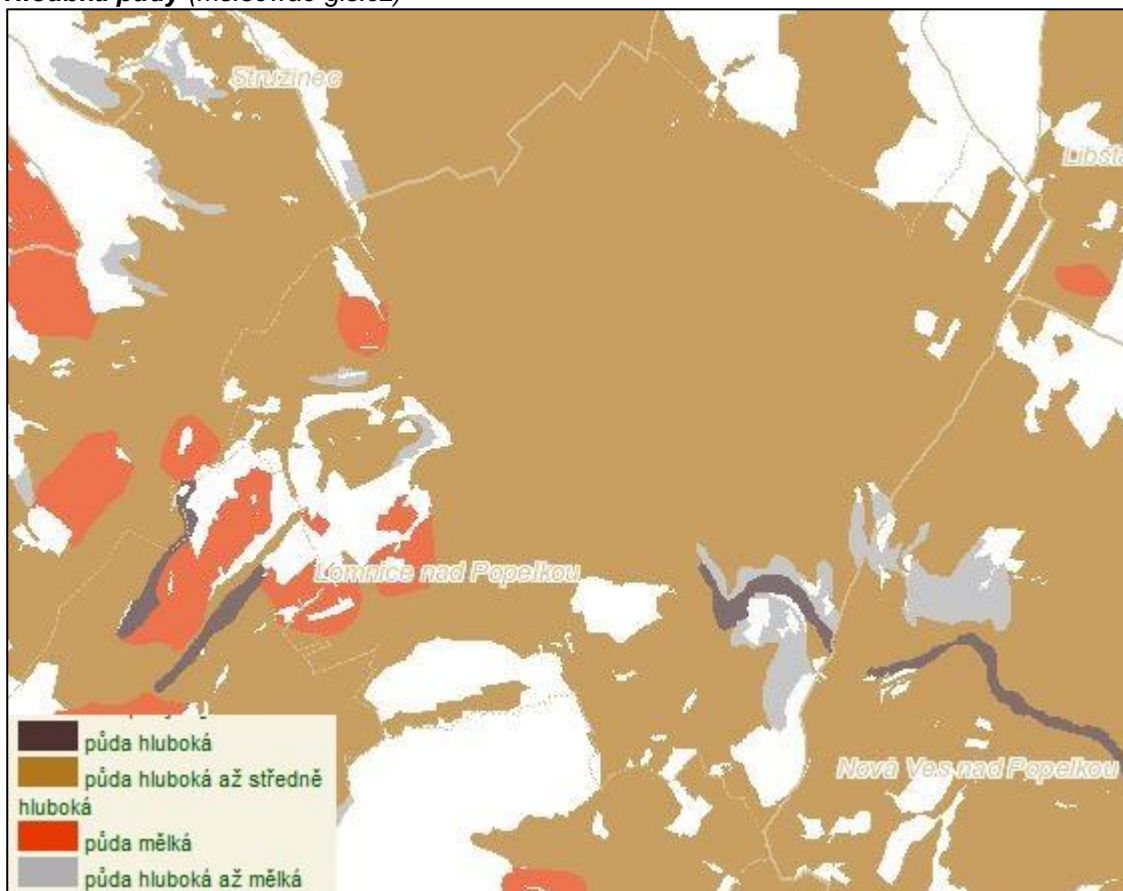 Stružinec
Libšta
Lomnice nad Popelkou
Nová Ves nad Popelkou
půda hluboká
půda hluboká až středně
hluboká
půda mělká
půda hluboká až mělká